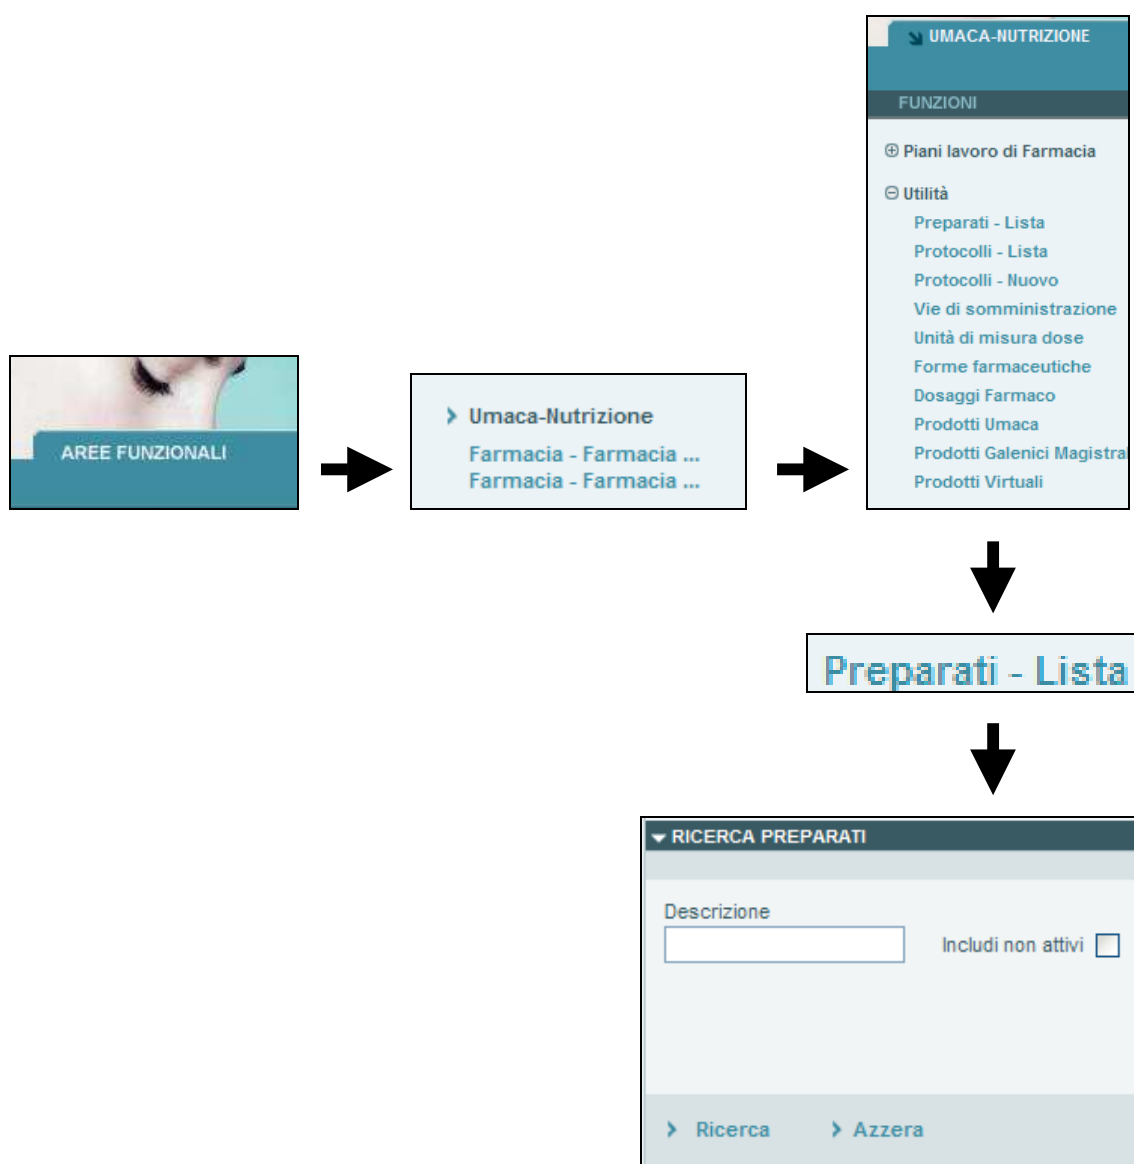 AREE FUNZIONALI
Umaca-Nutrizione
Farmacia - Farmacia ...
Farmacia - Farmacia ...
UMACA-NUTRIZIONE
FUNZIONI
Piani lavoro di Farmacia
Utilità
Preparati - Lista
Protocolli - Lista
Protocolli - Nuovo
Vie di somministrazione
Unità di misura dose
Forme farmaceutiche
Dosaggi Farmaco
Prodotti Umaca
Prodotti Galenici Magistral
Prodotti Virtuali
Preparati - Lista
RICERCA PREPARATI
Descrizione
Includi non attivi
Ricerca Azzera